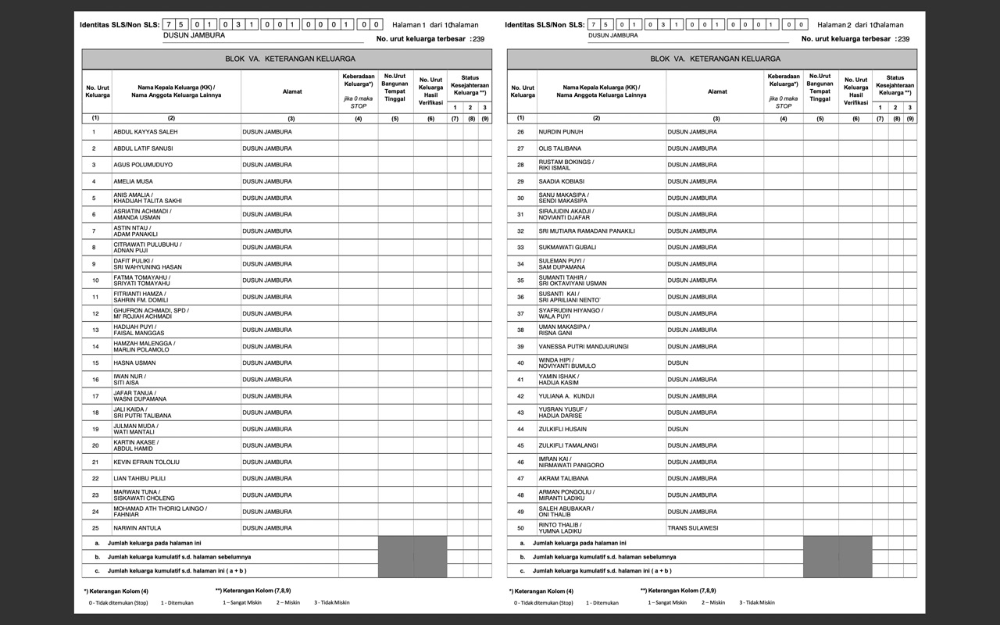 Identitas SLS/Non SLS: 7 5 0 1 0 3 1 0 0 1 0 0 0 1 0 0 Halaman 1 dari 10 halaman
DUSUN JAMBURA
No. urut keluarga terbesar : 239
BLOK VA. KETERANGAN KELUARGA
No. Urut Keluarga
Nama Kepala Keluarga (KK) /
Nama Anggota Keluarga Lainnya
Alamat
Keberadaan
Keluarga*)
jika 0 maka
STOP
No.Urut
Bangunan
Tempat
Tinggal
No. Urut
Keluarga
Hasil
Verifikasi
Status
Kesejahteraan
Keluarga **)
1 2 3
(1) (2) (3) (4) (5) (6) (7) (8) (9)
1 ABDUL KAYYAS SALEH DUSUN JAMBURA
2 ABDUL LATIF SANUSI DUSUN JAMBURA
3 AGUS POLUMUDUYO DUSUN JAMBURA
4 AMELIA MUSA DUSUN JAMBURA
5 ANIS AMALIA /
KHADIJAH TALITA SAKHI DUSUN JAMBURA
6 ASRIATIN ACHMADI /
AMANDA USMAN DUSUN JAMBURA
7 ASTIN NTAU /
ADAM PANAKILI DUSUN JAMBURA
8 CITRAWATI PULUBUHU /
ADNAN PUJI DUSUN JAMBURA
9 DAFIT PULIKI /
SRI WAHYUNING HASAN DUSUN JAMBURA
10 FATMA TOMAYAHU /
SRIYATI TOMAYAHU DUSUN JAMBURA
11 FITRIANTI HAMZA /
SAHRIN FM. DOMILI DUSUN JAMBURA
12 GHUFRON ACHMADI, SPD /
MI' ROJIAH ACHMADI DUSUN JAMBURA
13 HADIJAH PUYI /
FAISAL MANGGAS DUSUN JAMBURA
14 HAMZAH MALENGGA /
MARLIN POLAMOLO DUSUN JAMBURA
15 HASNA USMAN DUSUN JAMBURA
16 IWAN NUR /
SITI AISA DUSUN JAMBURA
17 JAFAR TANUA /
WASNI DUPAMANA DUSUN JAMBURA
18 JALI KAIDA /
SRI PUTRI TALIBANA DUSUN JAMBURA
19 JULMAN MUDA /
WATI MANTALI DUSUN JAMBURA
20 KARTIN AKASE /
ABDUL HAMID DUSUN JAMBURA
21 KEVIN EFRAIN TOLOLIU DUSUN JAMBURA
22 LIAN TAHIBU PILILI DUSUN JAMBURA
23 MARWAN TUNA /
SISKAWATI CHOLENG DUSUN JAMBURA
24 MOHAMAD ATH THORIQ LAINGO /
FAHNIAR DUSUN JAMBURA
25 NARWIN ANTULA DUSUN JAMBURA
a. Jumlah keluarga pada halaman ini
b. Jumlah keluarga kumulatif s.d. halaman sebelumnya
c. Jumlah keluarga kumulatif s.d. halaman ini ( a + b )
*) Keterangan Kolom (4) **) Keterangan Kolom (7,8,9)
0 - Tidak ditemukan (Stop) 1 - Ditemukan 1 – Sangat Miskin 2 – Miskin 3 - Tidak Miskin
Identitas SLS/Non SLS: 7 5 0 1 0 3 1 0 0 1 0 0 0 1 0 0 Halaman 2 dari 10 halaman
DUSUN JAMBURA
No. urut keluarga terbesar : 239
BLOK VA. KETERANGAN KELUARGA
No. Urut Keluarga
Nama Kepala Keluarga (KK) /
Nama Anggota Keluarga Lainnya
Alamat
Keberadaan
Keluarga*)
jika 0 maka
STOP
No.Urut
Bangunan
Tempat
Tinggal
No. Urut
Keluarga
Hasil
Verifikasi
Status
Kesejahteraan
Keluarga **)
1 2 3
(1) (2) (3) (4) (5) (6) (7) (8) (9)
26 NURDIN PUNUH DUSUN JAMBURA
27 OLIS TALIBANA DUSUN JAMBURA
28 RUSTAM BOKINGS /
RIKI ISMAIL DUSUN JAMBURA
29 SAADIA KOBIASI DUSUN JAMBURA
30 SANU MAKASIPA /
SENDI MAKASIPA DUSUN JAMBURA
31 SIRAJUDIN AKADJI /
NOVIANTI DJAFAR DUSUN JAMBURA
32 SRI MUTIARA RAMADANI PANAKILI DUSUN JAMBURA
33 SUKMAWATI GUBALI DUSUN JAMBURA
34 SULEMAN PUYI /
SAM DUPAMANA DUSUN JAMBURA
35 SUMANTI TAHIR /
SRI OKTAVIYANI USMAN DUSUN JAMBURA
36 SUSANTI KAI /
SRI APRILIANI NENTO` DUSUN JAMBURA
37 SYAFRUDIN HIYANGO /
WALA PUYI DUSUN JAMBURA
38 UMAN MAKASIPA /
RISNA GANI DUSUN JAMBURA
39 VANESSA PUTRI MANDJURUNGI DUSUN JAMBURA
40 WINDA HIPI /
NOVIYANTI BUMULO DUSUN
41 YAMIN ISHAK /
HADIJA KASIM DUSUN JAMBURA
42 YULIANA A. KUNDJI DUSUN JAMBURA
43 YUSRAN YUSUF /
HADIJA DARISE DUSUN JAMBURA
44 ZULKIFLI HUSAIN DUSUN
45 ZULKIFLI TAMALANGI DUSUN JAMBURA
46 IMRAN KAI /
NIRMAWATI PANIGORO DUSUN JAMBURA
47 AKRAM TALIBANA DUSUN JAMBURA
48 ARMAN PONGOLIU /
MIRANTI LADIKU DUSUN JAMBURA
49 SALEH ABUBAKAR /
ONI THALIB DUSUN JAMBURA
50 RINTO THALIB /
YUMNA LADIKU TRANS SULAWESI
a. Jumlah keluarga pada halaman ini
b. Jumlah keluarga kumulatif s.d. halaman sebelumnya
c. Jumlah keluarga kumulatif s.d. halaman ini ( a + b )
*) Keterangan Kolom (4) **) Keterangan Kolom (7,8,9)
0 - Tidak ditemukan (Stop) 1 - Ditemukan 1 – Sangat Miskin 2 – Miskin 3 - Tidak Miskin